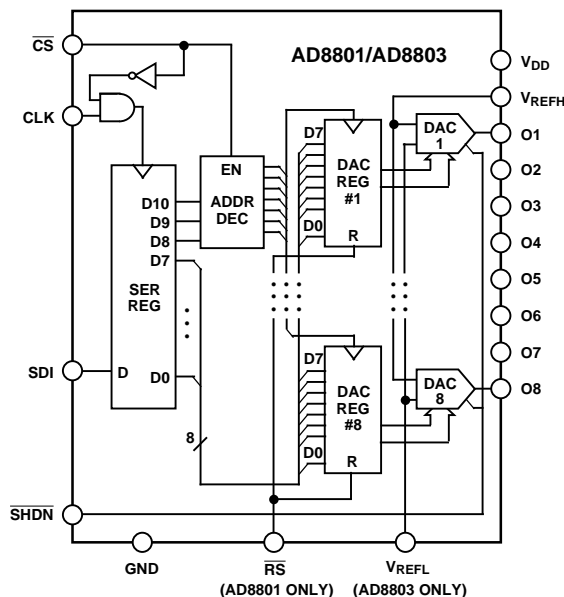 CS
AD8801/AD8803
VDD
VREFH
CLK
DAC
1
O1
D7
DAC
REG
#1
EN
ADDR
DEC
O2
D10
D9
D8
D7
O3
D0
R
O4
SER
REG
O5
O6
O7
SDI
D
D0
D7
DAC
REG
#8
DAC
8
O8
8
D0
R
SHDN
GND
RS
(AD8801 ONLY)
VREFL
(AD8803 ONLY)